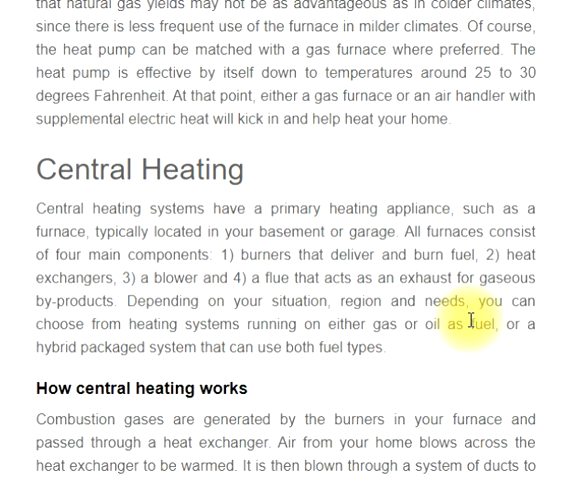 that natural gas yields may not be as advantageous as in colder climates,
since there is less frequent use of the furnace in milder climates. Of course,
the heat pump can be matched with a gas furnace where preferred. The
heat pump is effective by itself down to temperatures around 25 to 30
degrees Fahrenheit. At that point, either a gas furnace or an air handler with
supplemental electric heat will kick in and help heat your home.
Central Heating
Central heating systems have a primary heating appliance, such as a
furnace, typically located in your basement or garage. All furnaces consist
of four main components: 1) burners that deliver and burn fuel, 2) heat
exchangers, 3) a blower and 4) a flue that acts as an exhaust for gaseous
by-products. Depending on your situation, region and needs, you can
choose from heating systems running on either gas or oil as fuel, or a
hybrid packaged system that can use both fuel types.
How central heating works
Combustion gases are generated by the burners in your furnace and
passed through a heat exchanger. Air from your home blows across the
heat exchanger to be warmed. It is then blown through a system of ducts to